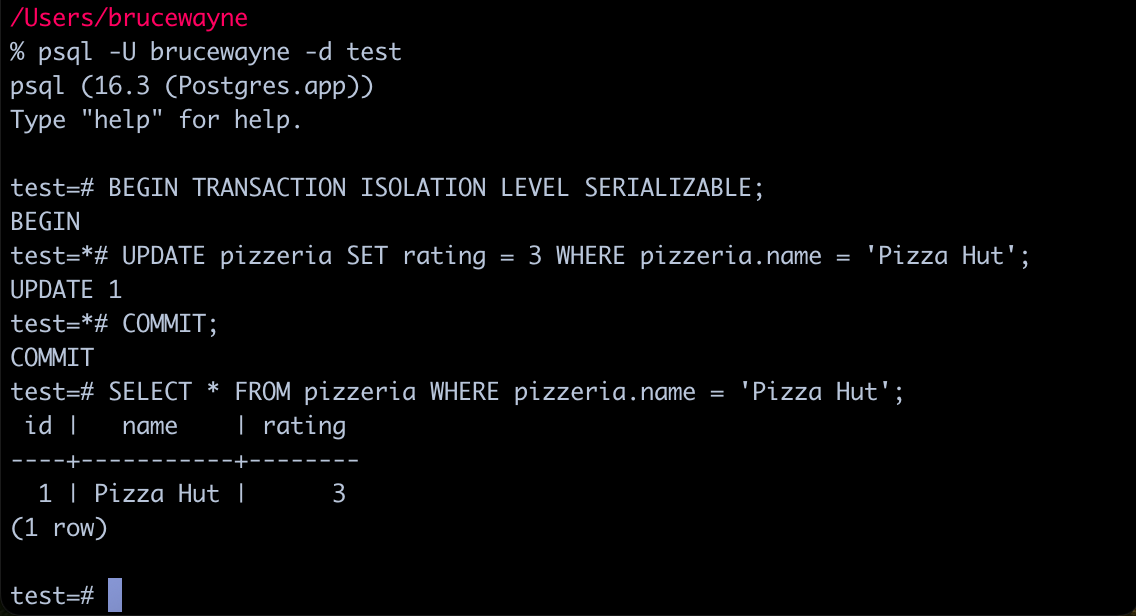 /Users/brucewayne
% psql -U brucewayne -d test
psql (16.3 (Postgres.app))
Type "help" for help.
test=# BEGIN TRANSACTION ISOLATION LEVEL SERIALIZABLE;
BEGIN
test=*# UPDATE pizzeria SET rating = 3 WHERE pizzeria.name = 'Pizza Hut';
UPDATE 1
test=*# COMMIT;
COMMIT
test=# SELECT * FROM pizzeria WHERE pizzeria.name = 'Pizza Hut';
 id |   name    | rating
----+-----------+--------
  1 | Pizza Hut |      3
(1 row)
test=#